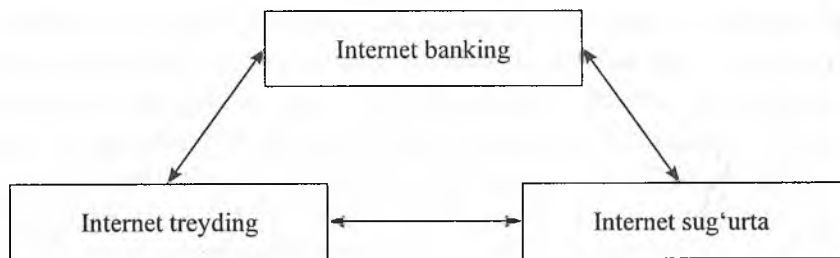 Internet banking
Internet treyding
Internet sug‘urta